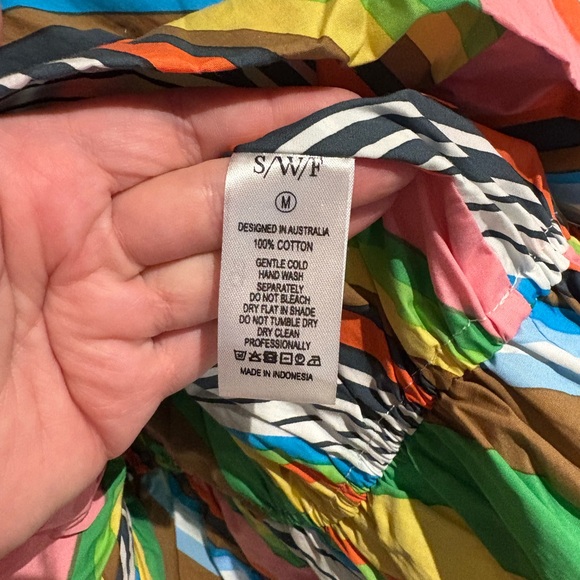 S/W/F
M
DESIGNED IN AUSTRALIA
100% COTTON
GENTLE COLD
HAND WASH
SEPARATELY
DO NOT BLEACH
DRY FLAT IN SHADE
DO NOT TUMBLE DRY
DRY CLEAN
PROFESSIONALLY
MADE IN INDONESIA